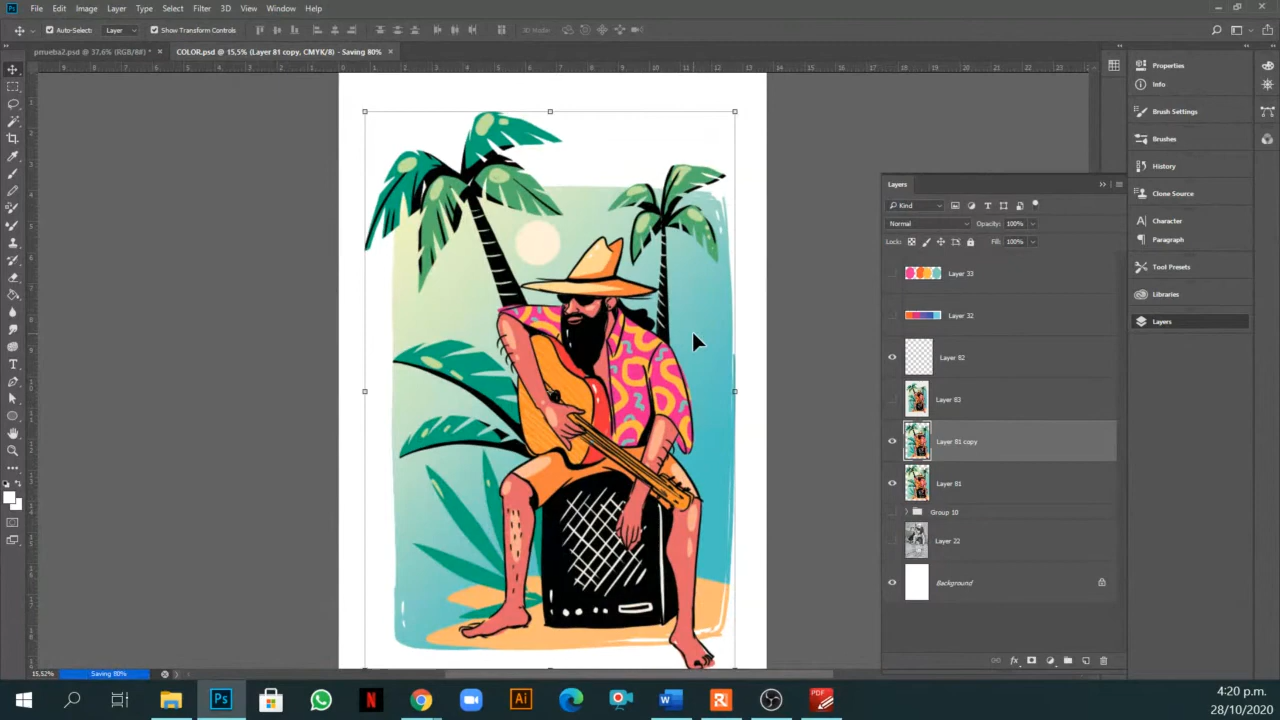 File Edit Image Layer Type Select Filter 3D View Window Help
Auto-Select: Layer Show Transform Controls 3D Mode
prrueba2.psd @ 37,6% (RGB/8#) * × COLOR.psd @ 15,5% (Layer 81 copy, CMYK/8) - Saving 80% ×
Properties
Info
Brush Settings
Brushes
History
Clone Source
Character
Paragraph
Tool Presets
Libraries
Layers
Layers
Kind
Normal Opacity: 100%
Lock: Fill: 100%
Layer 33
Layer 32
Layer 82
Layer 83
Layer 81 copy
Layer 81
Group 10
Layer 22
Background
15,52% Saving 80%
4:20 p.m.
28/10/2020